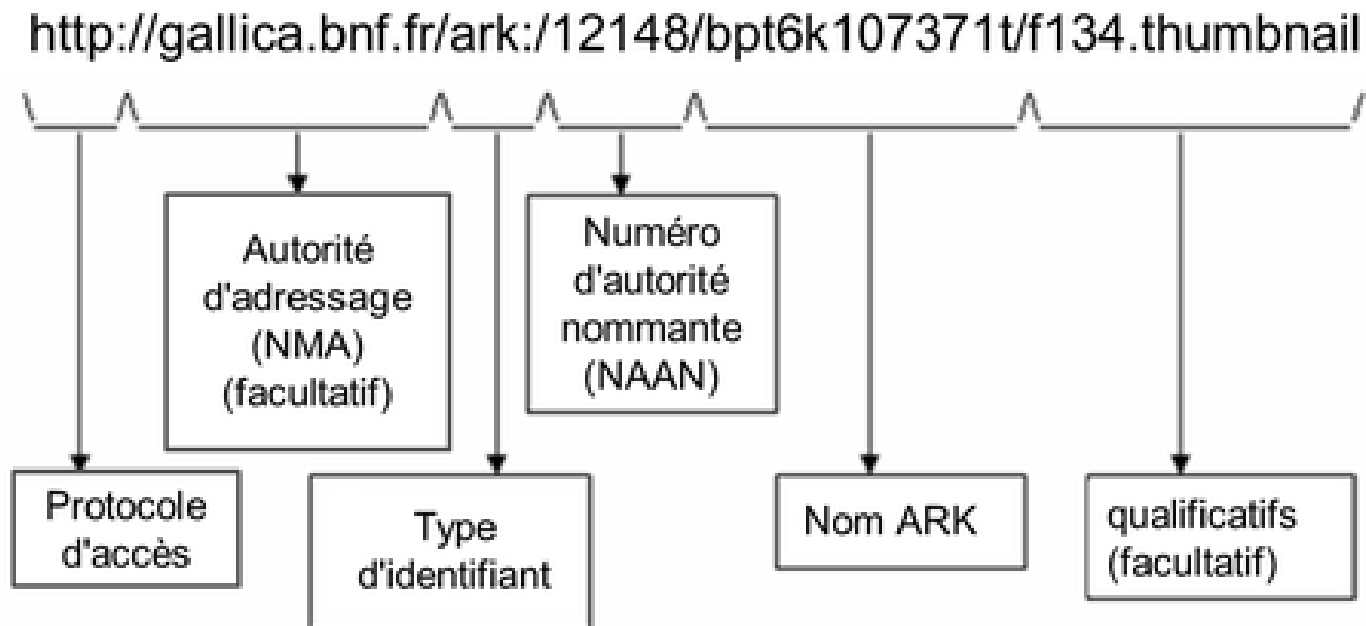 http://gallica.bnf.fr/ark:/12148/bpt6k107371t/f134.thumbnail
Autorité
d'adressage
(NMA)
(facultatif)
Numéro
d'autorité
nommante
(NAAN)
Protocole
d'accès
Type
d'identifiant
Nom ARK
qualificatifs
(facultatif)